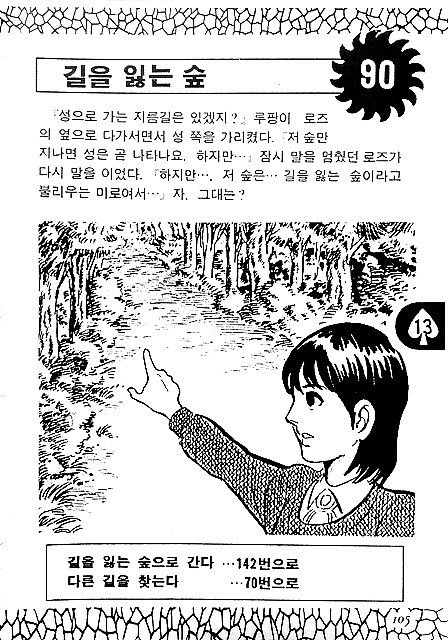 길을 잃는 숲
90
『성으로 가는 지름길은 있겠지?』 루팡이 로즈
의 옆으로 다가서면서 성 쪽을 가리켰다. 『저 숲만
지나면 성은 곧 나타나요. 하지만…』 잠시 말을 멈췄던 로즈가
다시 말을 이었다. 『하지만…. 저 숲은… 길을 잃는 숲이라고
불리우는 미로여서…』 자, 그대는?
13
길을 잃는 숲으로 간다 …142번으로
다른 길을 찾는다 …70번으로
105